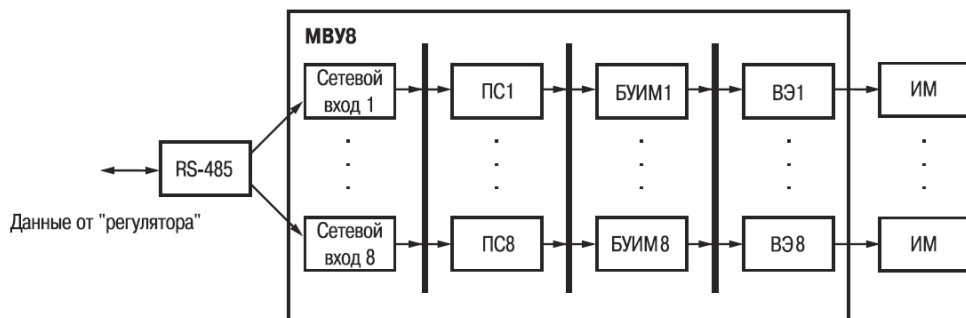 МВУ8
Сетевой
вход 1
ПС1
БУИМ1
ВЭ1
ИМ
RS-485
Данные от "регулятора"
Сетевой
вход 8
ПС8
БУИМ8
ВЭ8
ИМ